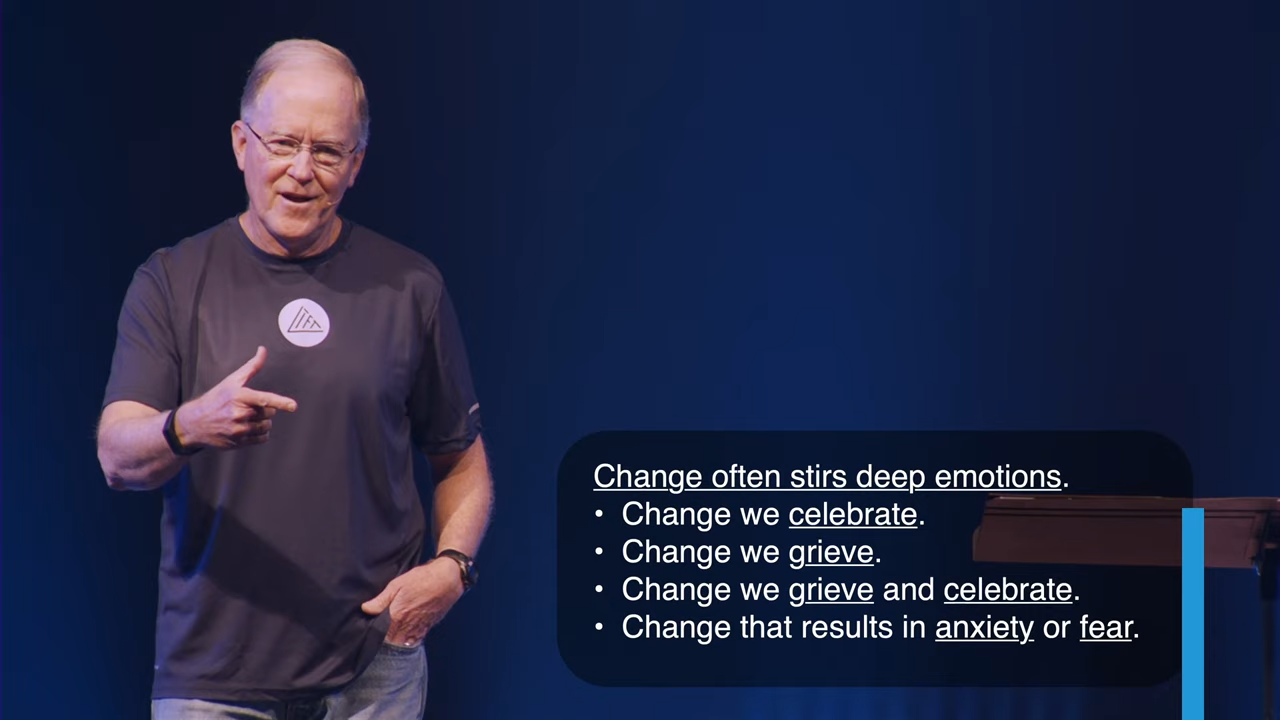 LIFT
Change often stirs deep emotions.
• Change we celebrate.
• Change we grieve.
• Change we grieve and celebrate.
• Change that results in anxiety or fear.